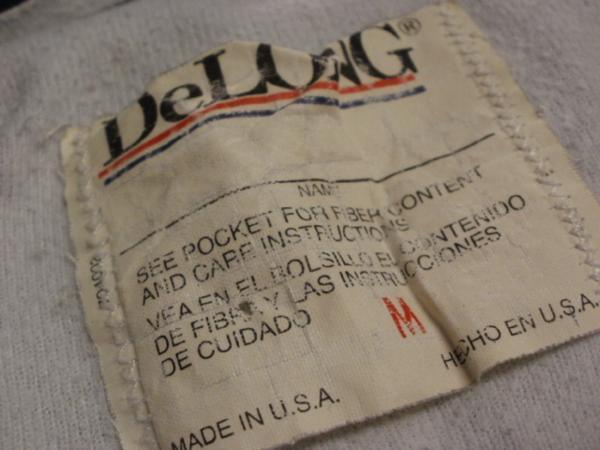 DeLONG®
NAME
SEE POCKET FOR FIBER CONTENT
AND CARE INSTRUCTIONS
VEA EN EL BOLSILLO EL CONTENIDO
DE FIBRA Y LAS INSTRUCCIONES
DE CUIDADO
M
MADE IN U.S.A.
HECHO EN U.S.A.